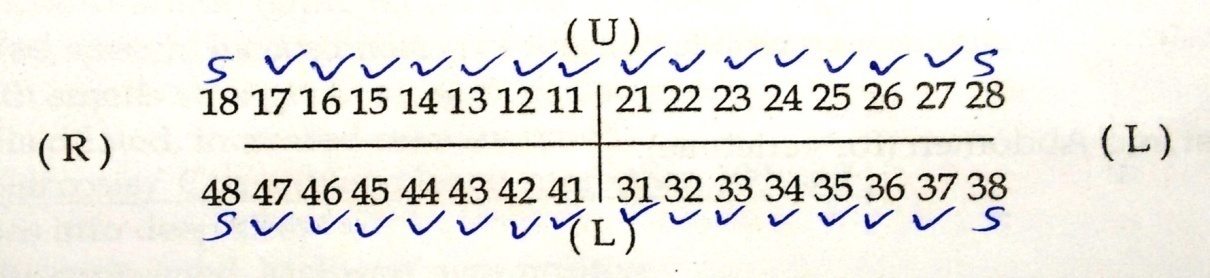 (U)
S ✓ ✓ ✓ ✓ ✓ ✓ ✓ ✓ ✓ ✓ ✓ ✓ ✓ ✓ S
18 17 16 15 14 13 12 11 | 21 22 23 24 25 26 27 28
(R) (L)
48 47 46 45 44 43 42 41 | 31 32 33 34 35 36 37 38
S ✓ ✓ ✓ ✓ ✓ ✓ ✓ ✓ ✓ ✓ ✓ ✓ ✓ ✓ S
(L)